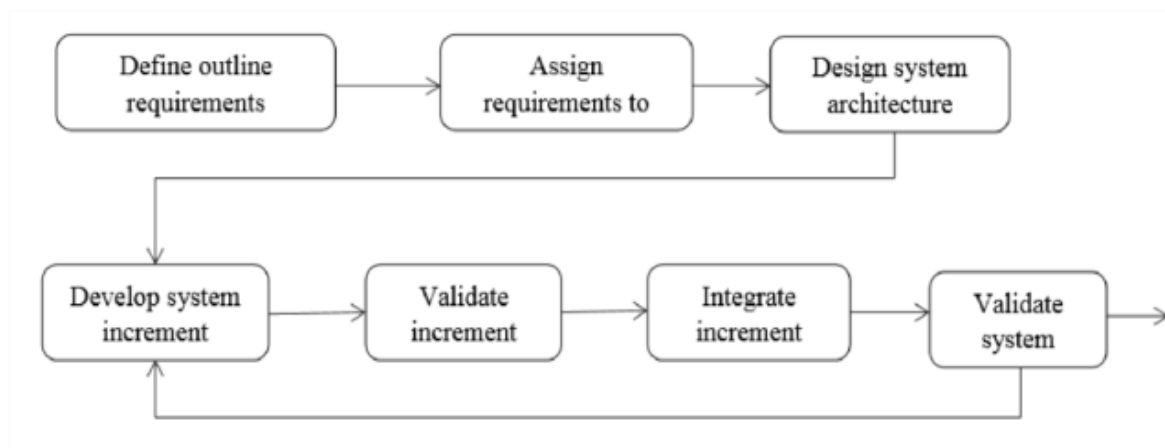 Define outline
requirements
Assign
requirements to
Design system
architecture
Develop system
increment
Validate
increment
Integrate
increment
Validate
system